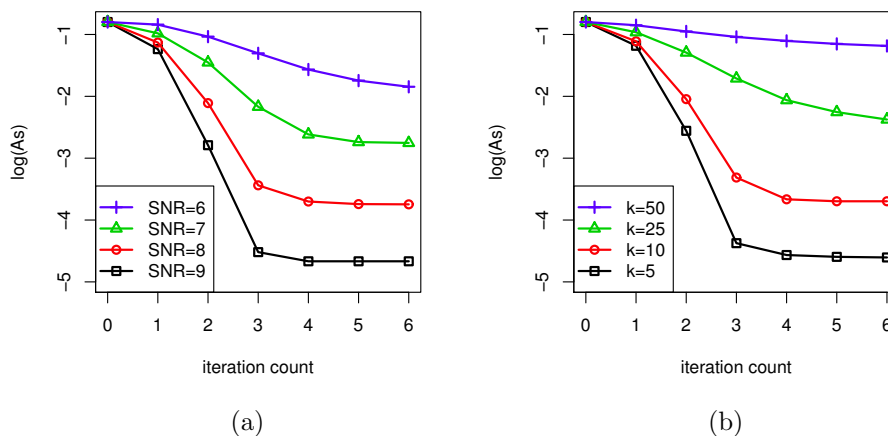 log(As)
-1
-2
-3
-4
-5
SNR=6
SNR=7
SNR=8
SNR=9
0 1 2 3 4 5 6
iteration count
(a)
log(As)
-1
-2
-3
-4
-5
k=50
k=25
k=10
k=5
0 1 2 3 4 5 6
iteration count
(b)